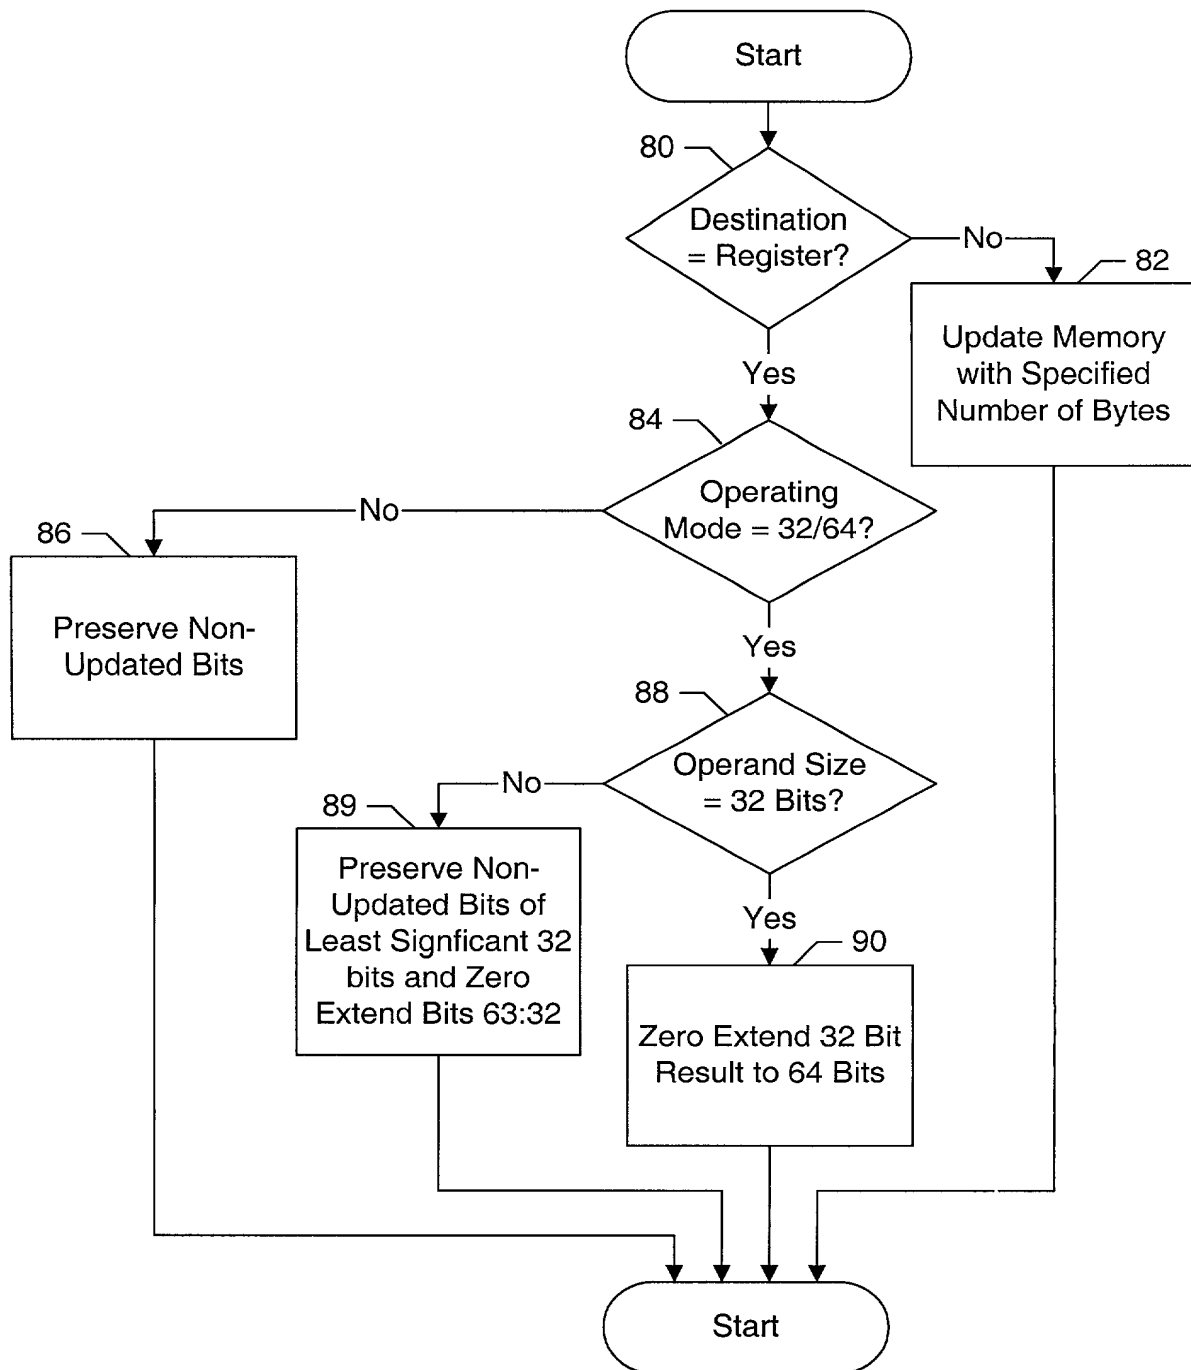 Start
80
Destination
= Register?
No
82
Update Memory
with Specified
Number of Bytes
Yes
84
Operating
Mode = 32/64?
No
86
Preserve Non-
Updated Bits
Yes
88
Operand Size
= 32 Bits?
No
89
Preserve Non-
Updated Bits of
Least Signficant 32
bits and Zero
Extend Bits 63:32
Yes
90
Zero Extend 32 Bit
Result to 64 Bits
Start